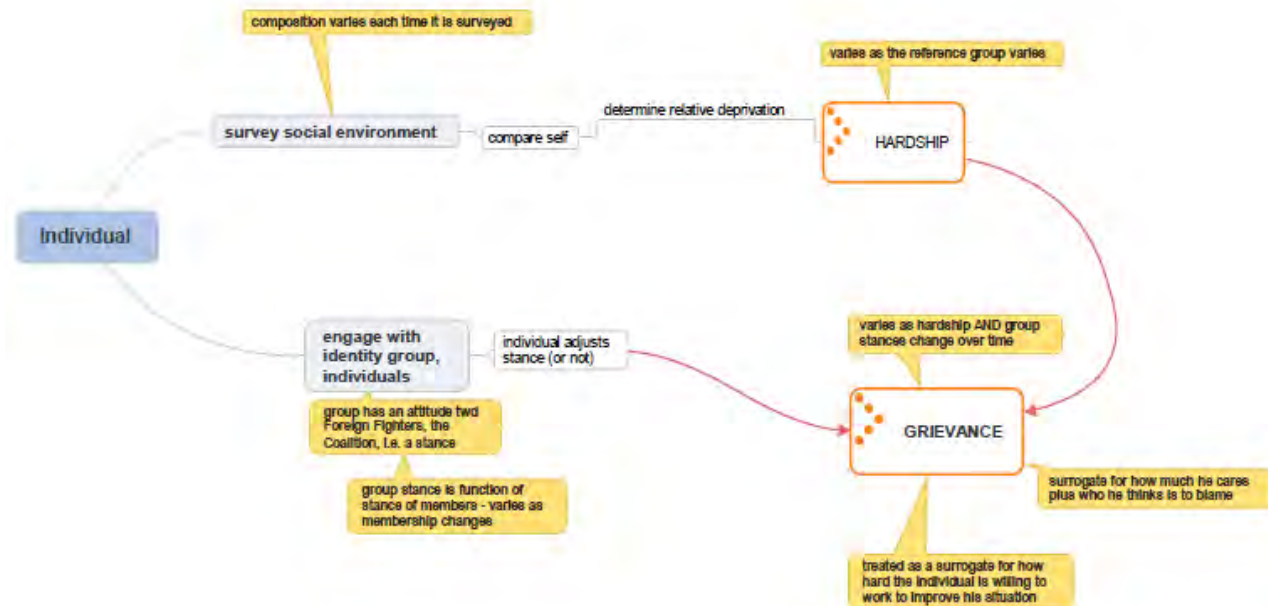 composition varies each time it is surveyed
varies as the reference group varies
determine relative deprivation
survey social environment
compare self
HARDSHIP
Individual
varies as hardship AND group
stances change over time
engage with
identity group,
individuals
individual adjusts
stance (or not)
group has an attitude twd
Foreign Fighters, the
Coalition, i.e. a stance
GRIEVANCE
group stance is function of
stance of members - varies as
membership changes
surrogate for how much he cares
plus who he thinks is to blame
treated as a surrogate for how
hard the individual is willing to
work to improve his situation